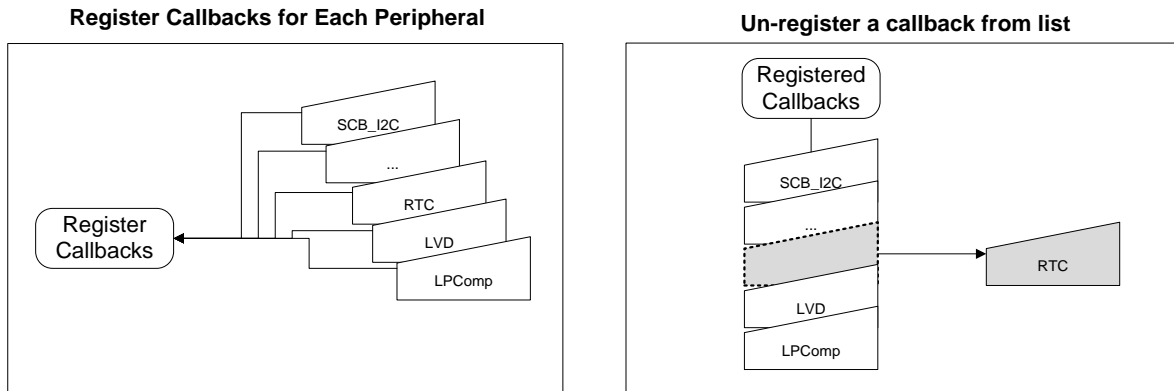 Register Callbacks for Each Peripheral
SCB_I2C
...
RTC
LVD
LPComp
Register
Callbacks
Un-register a callback from list
Registered
Callbacks
SCB_I2C
...
LVD
LPComp
RTC